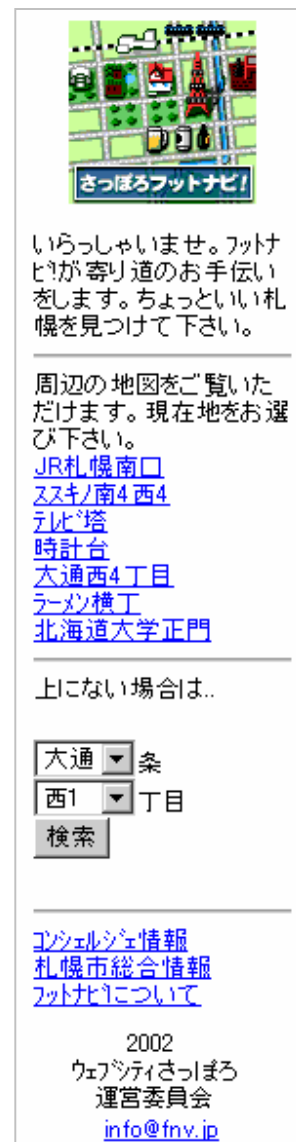 さっぽろフットナビ!
いらっしゃいませ。ﾌｯﾄﾅ
ﾋﾞが寄り道のお手伝い
をします。ちょっといい札
幌を見つけて下さい。
周辺の地図をご覧いた
だけます。現在地をお選
び下さい。
JR札幌南口
ススキノ南4西4
ﾃﾚﾋﾞ塔
時計台
大通西4丁目
ﾗｰﾒﾝ横丁
北海道大学正門
上にない場合は..
大通 条
西1 丁目
検索
ｺﾝｼｪﾙｼﾞｪ情報
札幌市総合情報
ﾌｯﾄﾅﾋﾞについて
2002
ｳｪﾌﾞｼﾃｨさっぽろ
運営委員会
info@fnv.jp